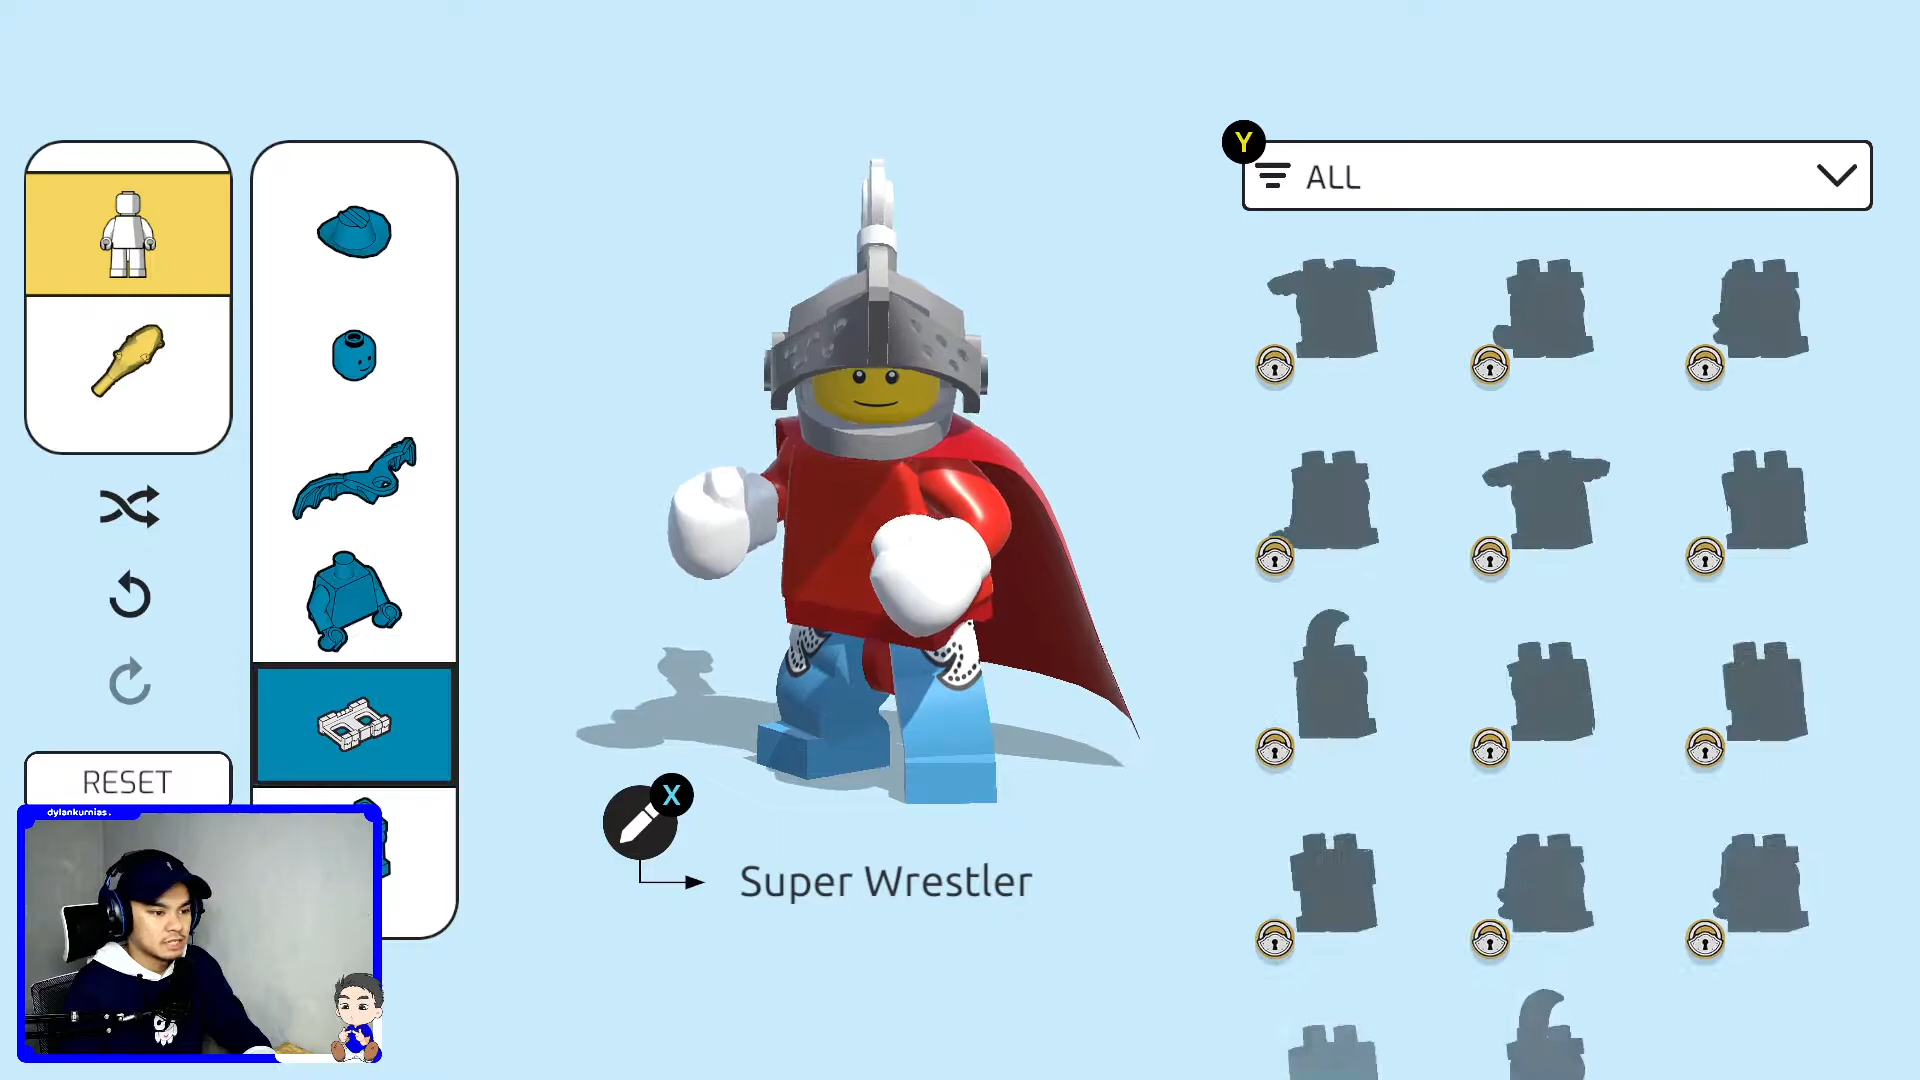 Y
ALL
RESET
dylankurnias.
X
Super Wrestler